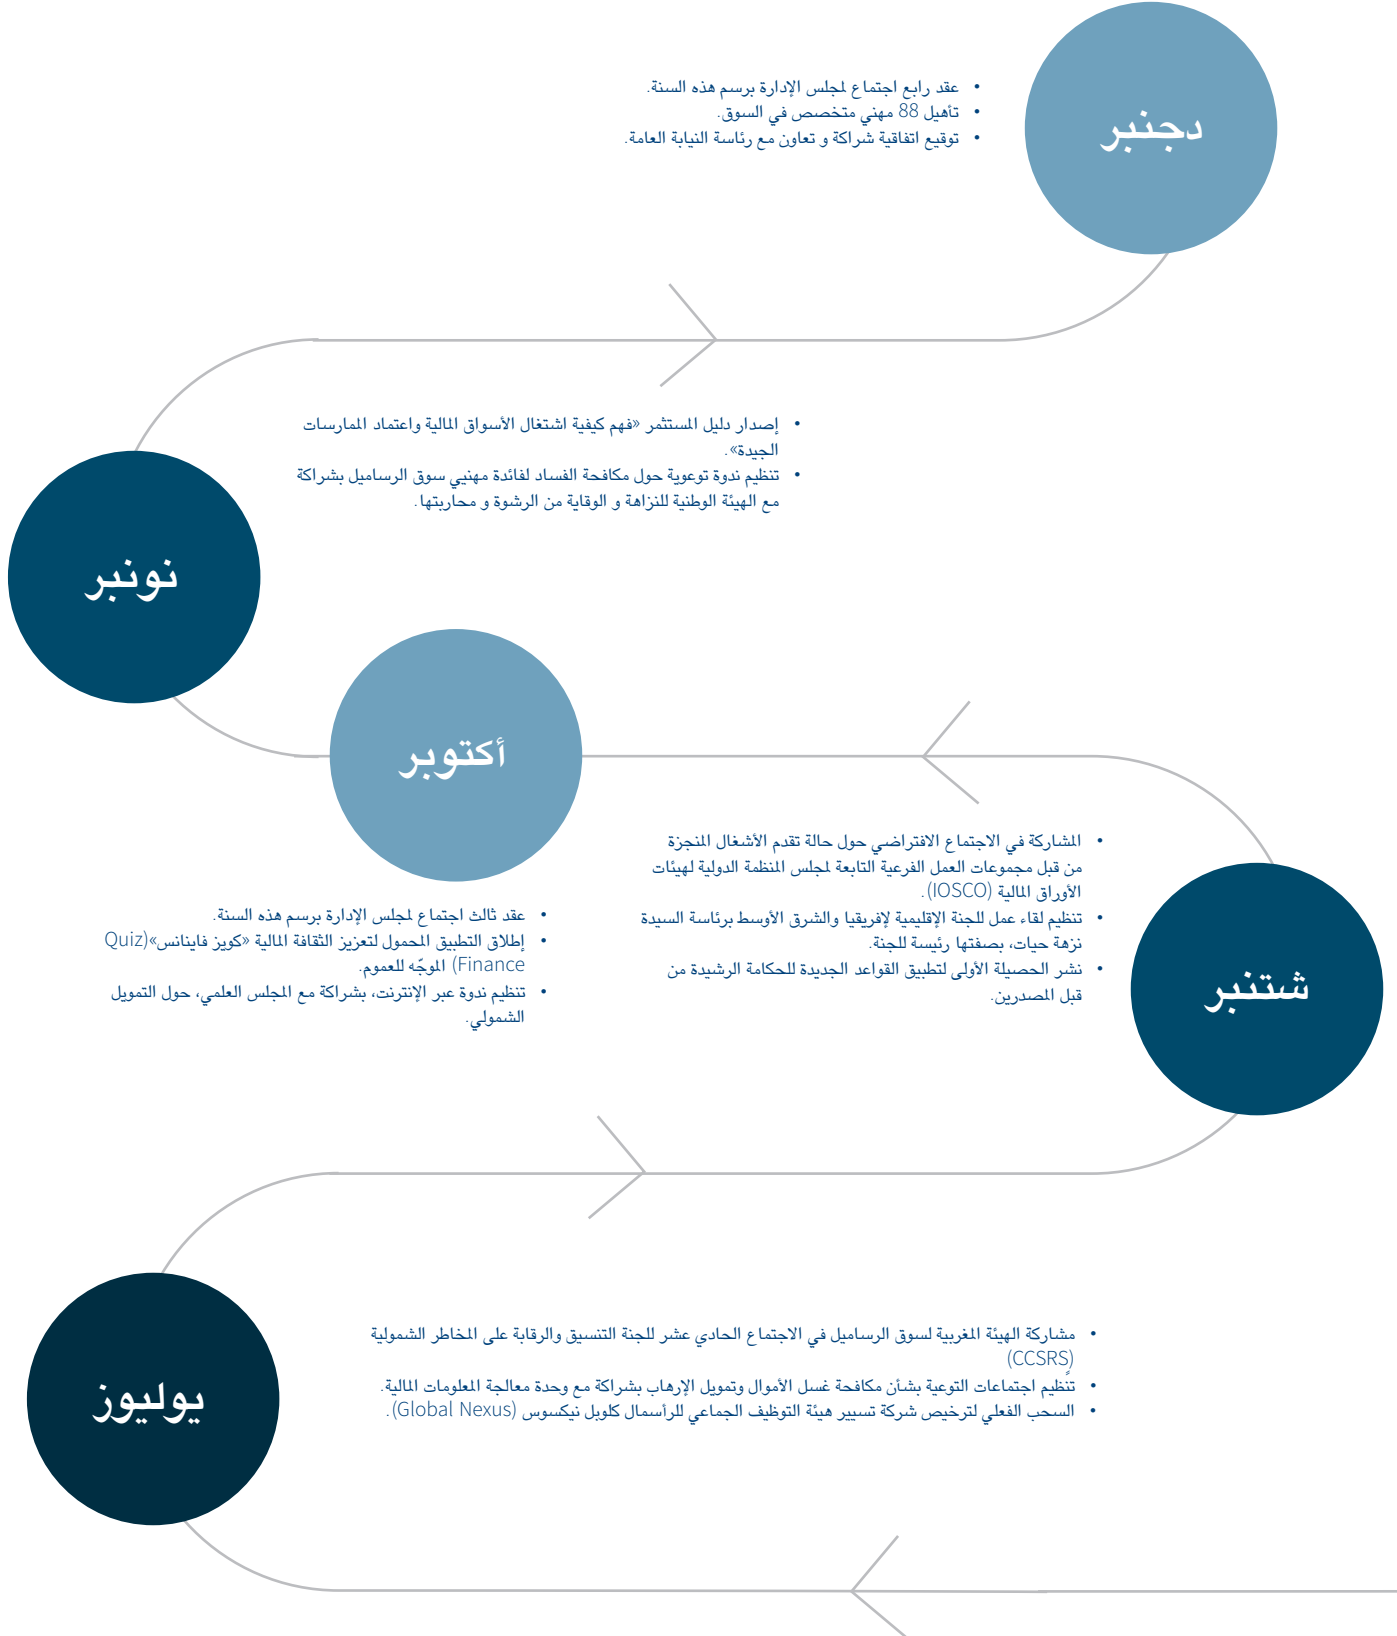 دجنبر
• عقد رابع اجتماع لمجلس الإدارة برسم هذه السنة.
• تأهيل 88 مهني متخصص في السوق.
• توقيع اتفاقية شراكة و تعاون مع رئاسة النيابة العامة.
• إصدار دليل المستثمر «فهم كيفية اشتغال الأسواق المالية واعتماد الممارسات
الجيدة».
• تنظيم ندوة توعوية حول مكافحة الفساد لفائدة مهنيي سوق الرساميل بشراكة
مع الهيئة الوطنية للنزاهة و الوقاية من الرشوة و محاربتها.
نونبر
أكتوبر
• عقد ثالث اجتماع لمجلس الإدارة برسم هذه السنة.
• إطلاق التطبيق المحمول لتعزيز الثقافة المالية «كويز فاينانس»(Quiz
Finance) الموجّه للعموم.
• تنظيم ندوة عبر الإنترنت، بشراكة مع المجلس العلمي، حول التمويل
الشمولي.
• المشاركة في الاجتماع الافتراضي حول حالة تقدم الأشغال المنجزة
من قبل مجموعات العمل الفرعية التابعة لمجلس المنظمة الدولية لهيئات
الأوراق المالية (IOSCO).
• تنظيم لقاء عمل للجنة الإقليمية لإفريقيا والشرق الأوسط برئاسة السيدة
نزهة حيات، بصفتها رئيسة للجنة.
• نشر الحصيلة الأولى لتطبيق القواعد الجديدة للحكامة الرشيدة من
قبل المصدرين.
شتنبر
• مشاركة الهيئة المغربية لسوق الرساميل في الاجتماع الحادي عشر للجنة التنسيق والرقابة على المخاطر الشمولية
(CCSRS)
• تنظيم اجتماعات التوعية بشأن مكافحة غسل الأموال وتمويل الإرهاب بشراكة مع وحدة معالجة المعلومات المالية.
• السحب الفعلي لترخيص شركة تسيير هيئة التوظيف الجماعي للرأسمال كلوبل نيكسوس (Global Nexus).
يوليوز